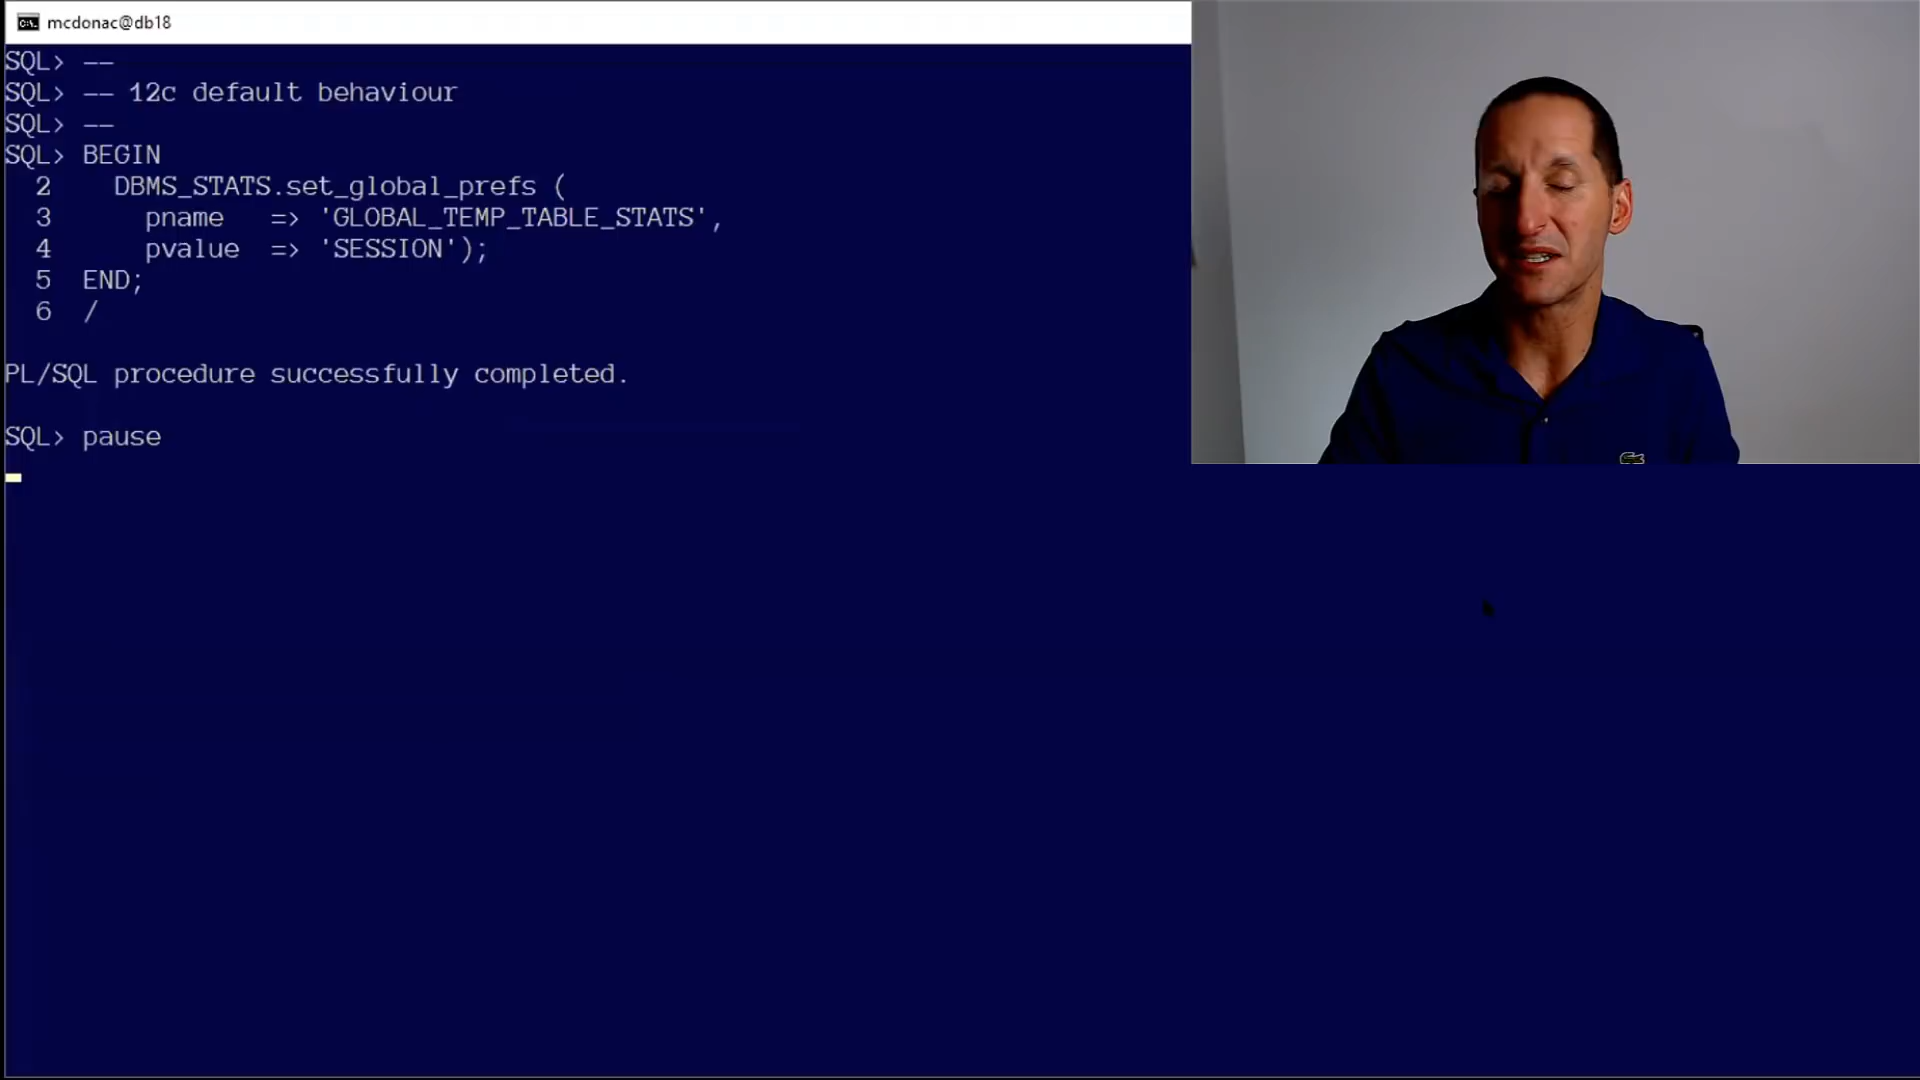 mcdonac@db18
SQL> --
SQL> -- 12c default behaviour
SQL> --
SQL> BEGIN
2 DBMS_STATS.set_global_prefs (
3 pname => 'GLOBAL_TEMP_TABLE_STATS',
4 pvalue => 'SESSION');
5 END;
6 /
PL/SQL procedure successfully completed.
SQL> pause